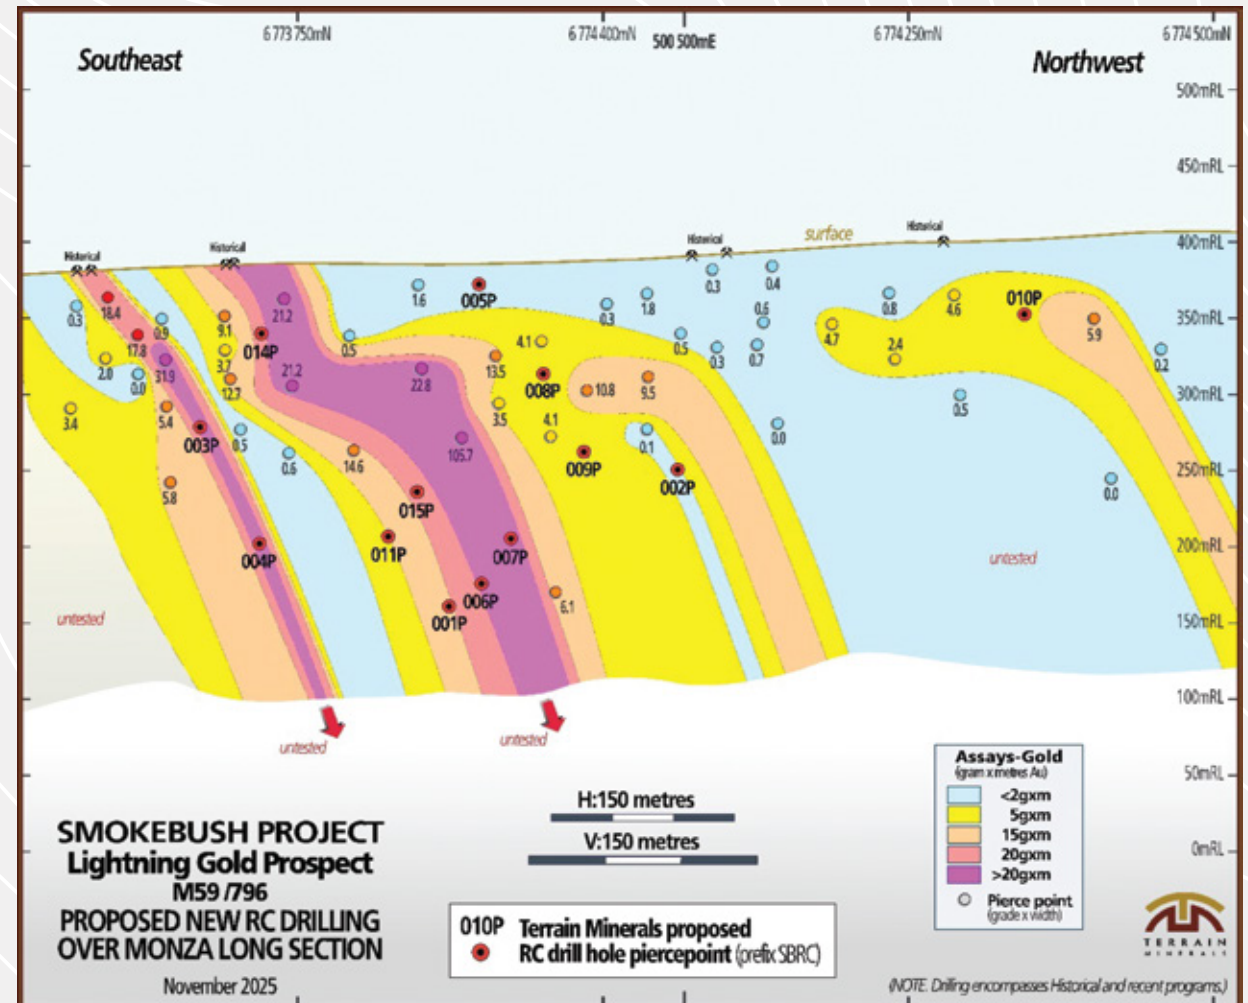 6 773 750mN
6 774 400mN
500 500mE
6 774 250mN
6 774 500mN
Southeast
Northwest
500mRL
450mRL
400mRL
350mRL
300mRL
250mRL
200mRL
150mRL
100mRL
50mRL
0mRL
Historical
Historical
Historical
surface
Historical
0.3
18.4
17.8
0.9
2.0
0.0
31.9
3.4
5.4
003P
5.8
004P
9.1
3.7
12.7
014P
21.2
21.2
0.5
0.6
0.5
1.6
005P
22.8
105.7
14.6
015P
011P
001P
006P
007P
6.1
13.5
3.5
4.1
008P
4.1
009P
10.8
9.5
0.1
002P
0.3
1.8
0.5
0.3
0.3
0.4
0.6
0.7
0.0
4.7
0.8
2.4
4.6
0.5
010P
5.9
0.2
0.0
untested
untested
untested
untested
H:150 metres
V:150 metres
SMOKEBUSH PROJECT
Lightning Gold Prospect
M59 /796
PROPOSED NEW RC DRILLING
OVER MONZA LONG SECTION
November 2025
010P Terrain Minerals proposed
RC drill hole piercepoint (prefix SBRC)
Assays-Gold
(gram x metres Au)
<2gxm
5gxm
15gxm
20gxm
>20gxm
Pierce point
(grade x width)
TERRAIN
MINERALS
(NOTE. Drilling encompasses Historical and recent programs,)